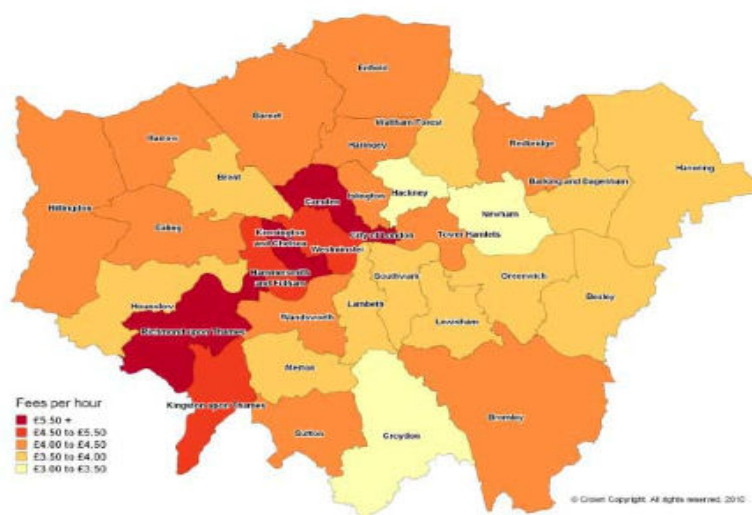 Enfield
Barnet
Harrow
Haringey
Waltham Forest
Redbridge
Havering
Brent
Camden
Islington
Hackney
Barking and Dagenham
Hillingdon
Ealing
Kensington
and Chelsea
Westminster
City of London
Tower Hamlets
Newham
Hammersmith
and Fulham
Hounslow
Southwark
Greenwich
Bexley
Richmond upon Thames
Wandsworth
Lambeth
Lewisham
Merton
Kingston upon Thames
Sutton
Croydon
Bromley
Fees per hour
£5.50 +
£4.50 to £5.50
£4.00 to £4.50
£3.50 to £4.00
£3.00 to £3.50
© Crown Copyright. All rights reserved, 2010